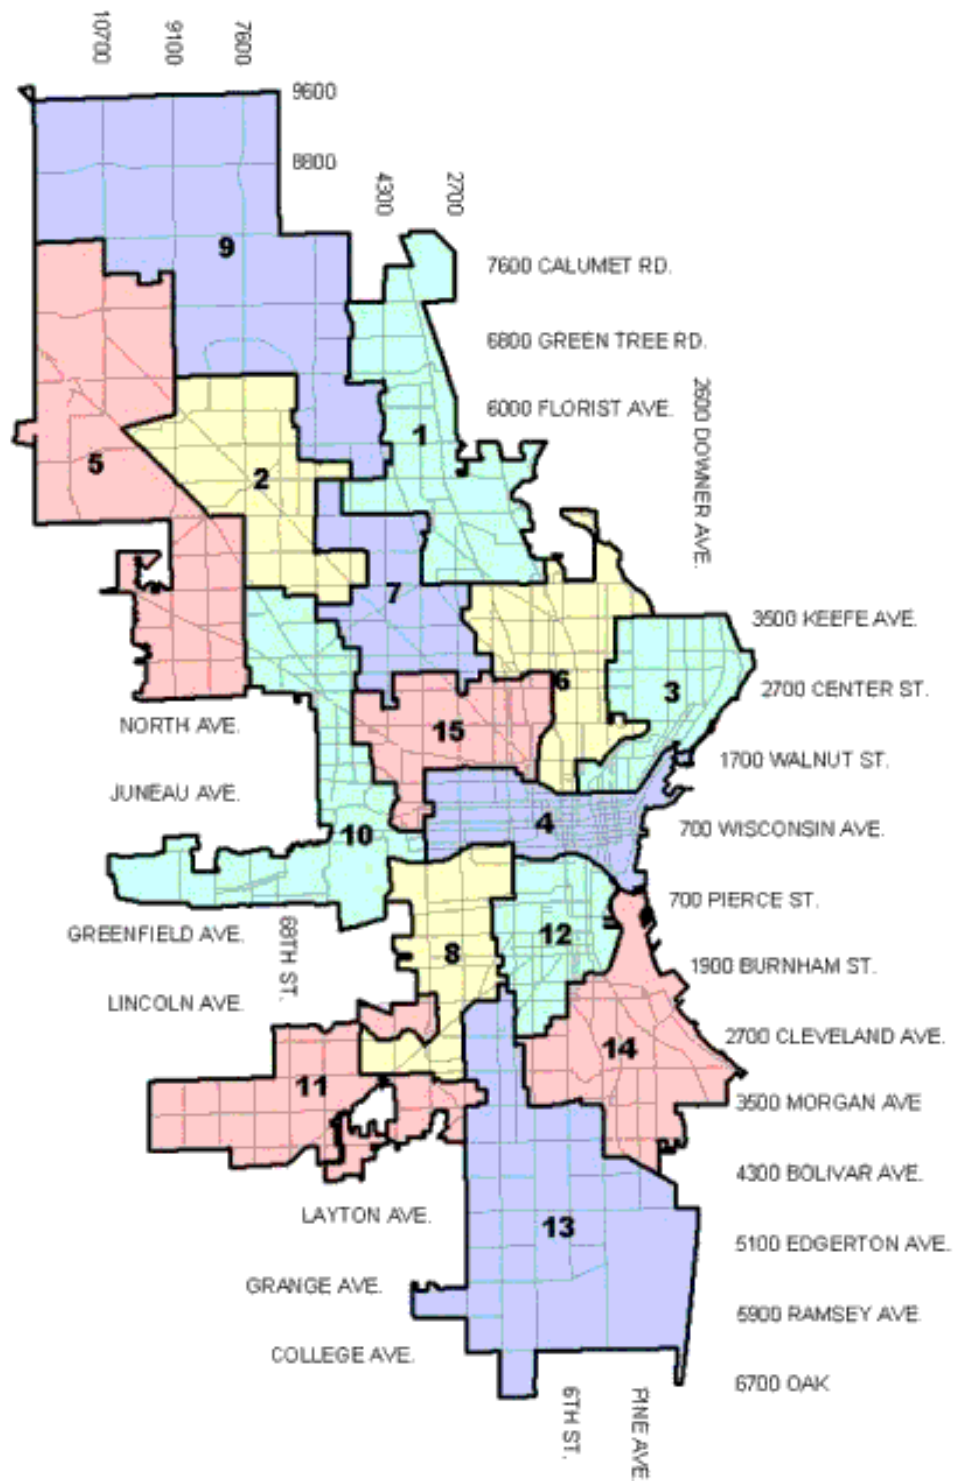 10700
9100
7600
9600
8800
4300
2700
9
7600 CALUMET RD.
6800 GREEN TREE RD.
6000 FLORIST AVE.
2600 DOWNER AVE.
1
5
2
7
3500 KEEFE AVE.
6
3
2700 CENTER ST.
NORTH AVE.
15
1700 WALNUT ST.
JUNEAU AVE.
10
4
700 WISCONSIN AVE.
700 PIERCE ST.
GREENFIELD AVE.
68TH ST.
8
12
1900 BURNHAM ST.
LINCOLN AVE.
2700 CLEVELAND AVE.
14
11
3500 MORGAN AVE
4300 BOLIVAR AVE.
LAYTON AVE.
13
5100 EDGERTON AVE.
GRANGE AVE.
5900 RAMSEY AVE.
COLLEGE AVE.
6700 OAK
6TH ST.
PINE AVE.